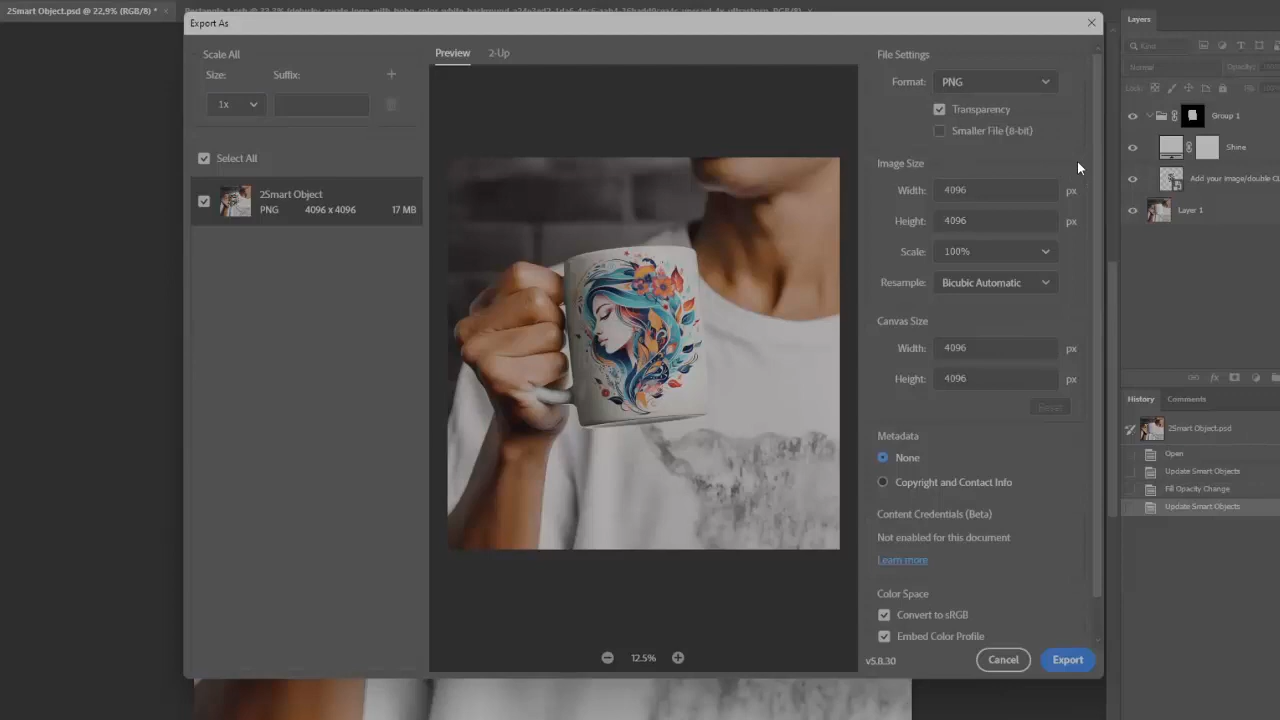 2Smart Object.psd @ 22,9% (RGB/8) *
Export As
Scale All
Size:
Suffix:
1x
Select All
2Smart Object
PNG 4096 x 4096 17 MB
Preview
2-Up
12.5%
File Settings
Format: PNG
Transparency
Smaller File (8-bit)
Image Size
Width: 4096 px
Height: 4096 px
Scale: 100%
Resample: Bicubic Automatic
Canvas Size
Width: 4096 px
Height: 4096 px
Reset
Metadata
None
Copyright and Contact Info
Content Credentials (Beta)
Not enabled for this document
Learn more
Color Space
Convert to sRGB
Embed Color Profile
v5.8.30
Cancel
Export
Layers
Kind
Normal
Opacity:
Lock:
Group 1
Shine
Add your image/double CL
Layer 1
History
Comments
2Smart Object.psd
Open
Update Smart Objects
Fill Opacity Change
Update Smart Objects